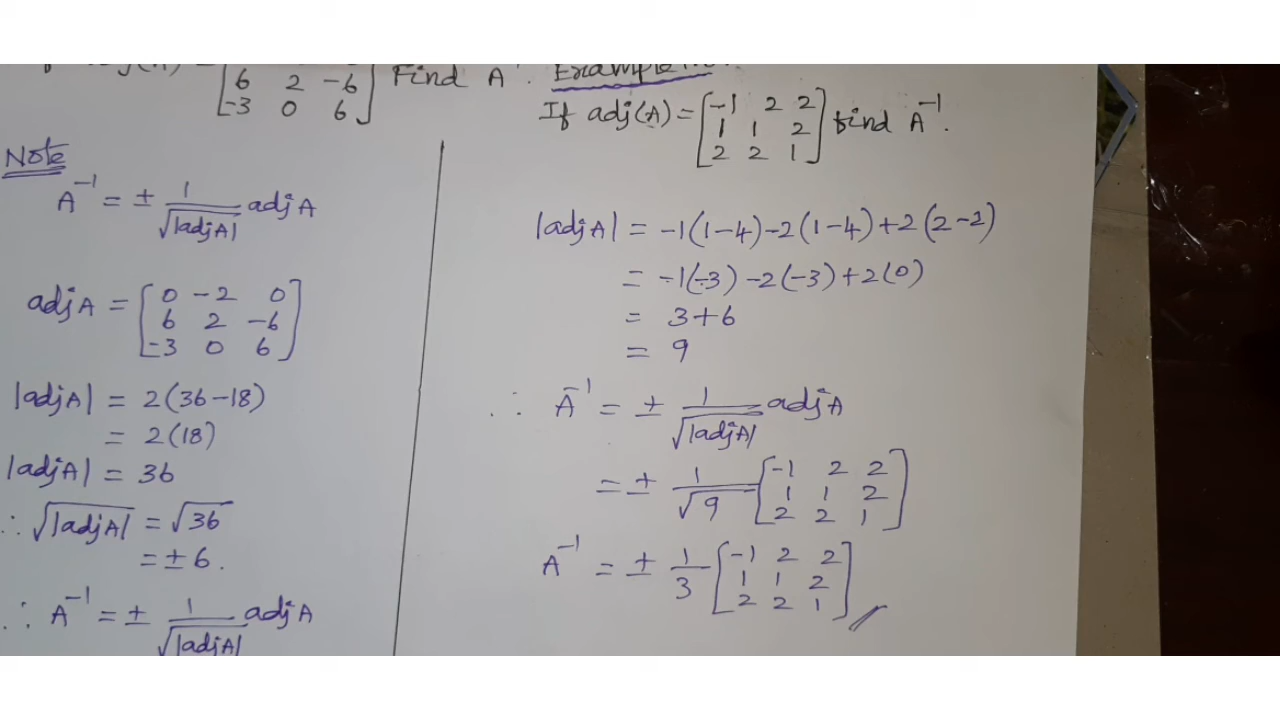 [6 2 -6] Find A
[-3 0 6]
Note
A⁻¹ = ± 1/√|adjA| adjA
adjA = [0 -2 0
6 2 -6
-3 0 6]
|adjA| = 2(36-18)
= 2(18)
|adjA| = 36
∴ √|adjA| = √36
= ±6.
∴ A⁻¹ = ± 1/√|adjA| adjA
Example
If adj(A) = [-1 2 2
1 1 2
2 2 1] find A⁻¹.
|adjA| = -1(1-4)-2(1-4)+2(2-2)
= -1(-3)-2(-3)+2(0)
= 3+6
= 9
∴ A⁻¹ = ± 1/√|adjA| adjA
= ± 1/√9 [-1 2 2
1 1 2
2 2 1]
A⁻¹ = ± 1/3 [-1 2 2
1 1 2
2 2 1]